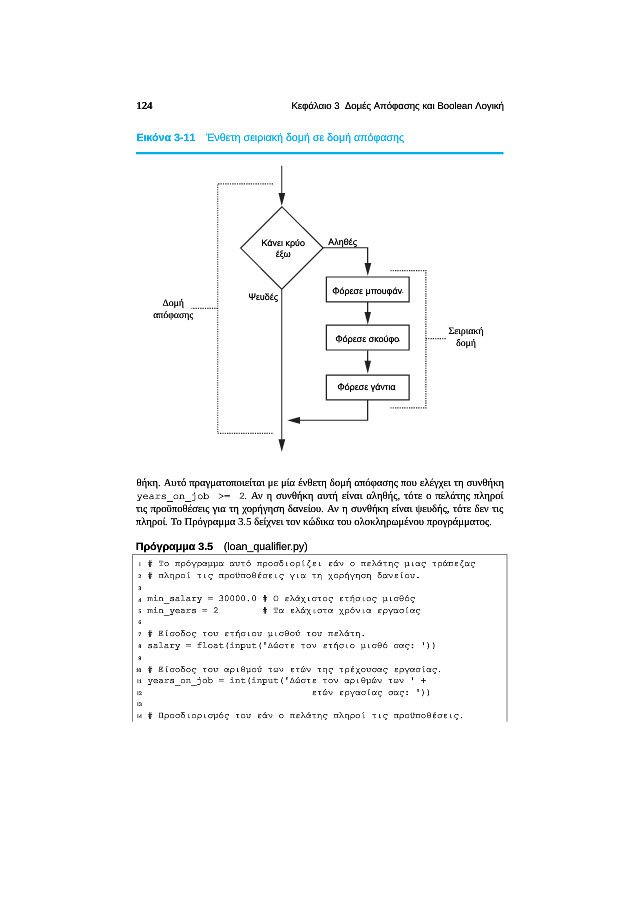 124 Κεφάλαιο 3 Δομές Απόφασης και Boolean Λογική
Εικόνα 3-11 Ένθετη σειριακή δομή σε δομή απόφασης
Κάνει κρύο
έξω
Αληθές
Ψευδές
Φόρεσε μπουφάν
Φόρεσε σκούφο
Φόρεσε γάντια
Δομή
απόφασης
Σειριακή
δομή
θήκη. Αυτό πραγματοποιείται με μία ένθετη δομή απόφασης που ελέγχει τη συνθήκη
years_on_job >= 2. Αν η συνθήκη αυτή είναι αληθής, τότε ο πελάτης πληροί
τις προϋποθέσεις για τη χορήγηση δανείου. Αν η συνθήκη είναι ψευδής, τότε δεν τις
πληροί. Το Πρόγραμμα 3.5 δείχνει τον κώδικα του ολοκληρωμένου προγράμματος.
Πρόγραμμα 3.5 (loan_qualifier.py)
1 # Το πρόγραμμα αυτό προσδιορίζει εάν ο πελάτης μιας τράπεζας
2 # πληροί τις προϋποθέσεις για τη χορήγηση δανείου.
3
4 min_salary = 30000.0 # Ο ελάχιστος ετήσιος μισθός
5 min_years = 2 # Τα ελάχιστα χρόνια εργασίας
6
7 # Είσοδος του ετήσιου μισθού του πελάτη.
8 salary = float(input('Δώστε τον ετήσιο μισθό σας: '))
9
10 # Είσοδος του αριθμού των ετών της τρέχουσας εργασίας.
11 years_on_job = int(input('Δώστε τον αριθμών των ' +
12 'ετών εργασίας σας: '))
13
14 # Προσδιορισμός του εάν ο πελάτης πληροί τις προϋποθέσεις.